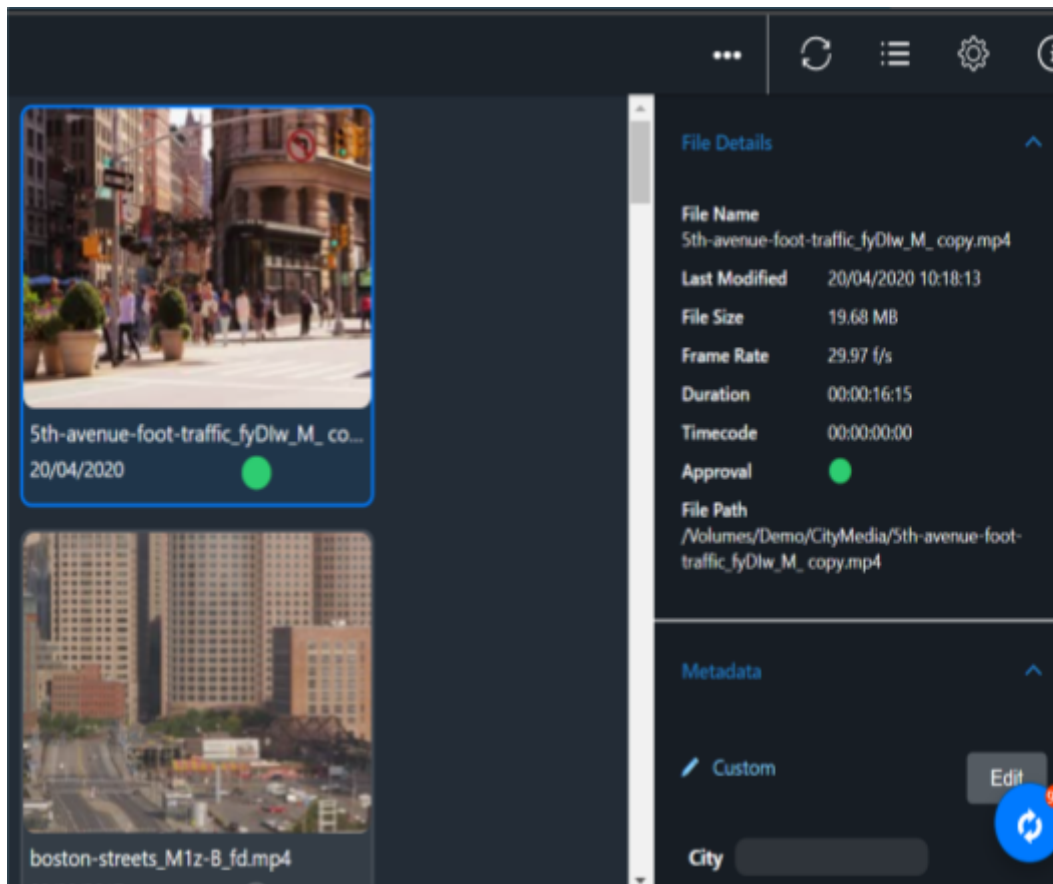 5th-avenue-foot-traffic_fyDlw_M_ co...
20/04/2020
boston-streets_M1z-B_fd.mp4
File Details
File Name
5th-avenue-foot-traffic_fyDlw_M_ copy.mp4
Last Modified 20/04/2020 10:18:13
File Size 19.68 MB
Frame Rate 29.97 f/s
Duration 00:00:16:15
Timecode 00:00:00:00
Approval
File Path
/Volumes/Demo/CityMedia/5th-avenue-foot-
traffic_fyDlw_M_ copy.mp4
Metadata
Custom
Edit
City